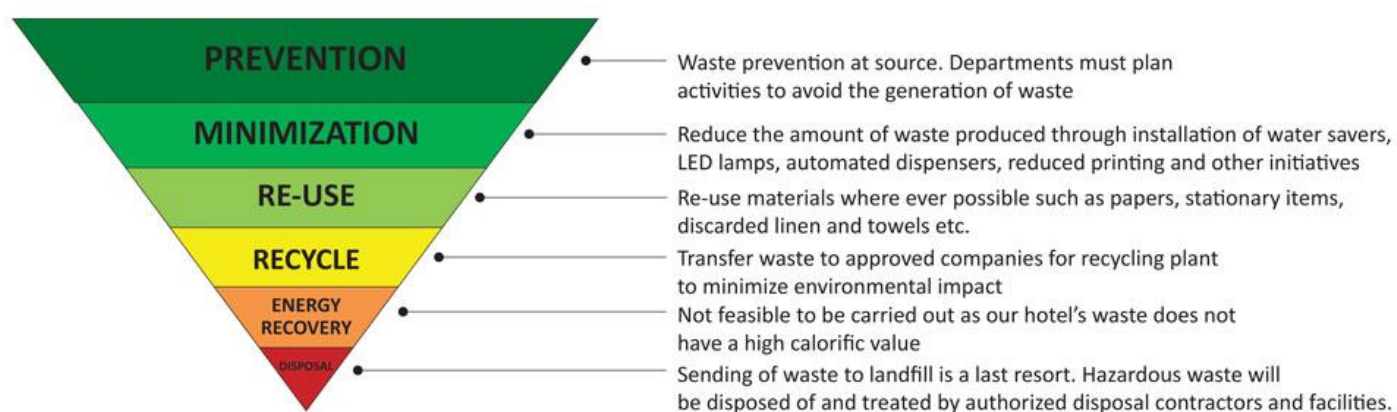 PREVENTION
Waste prevention at source. Departments must plan
activities to avoid the generation of waste
MINIMIZATION
Reduce the amount of waste produced through installation of water savers,
LED lamps, automated dispensers, reduced printing and other initiatives
RE-USE
Re-use materials where ever possible such as papers, stationary items,
discarded linen and towels etc.
RECYCLE
Transfer waste to approved companies for recycling plant
to minimize environmental impact
ENERGY
RECOVERY
Not feasible to be carried out as our hotel's waste does not
have a high calorific value
DISPOSAL
Sending of waste to landfill is a last resort. Hazardous waste will
be disposed of and treated by authorized disposal contractors and facilities.